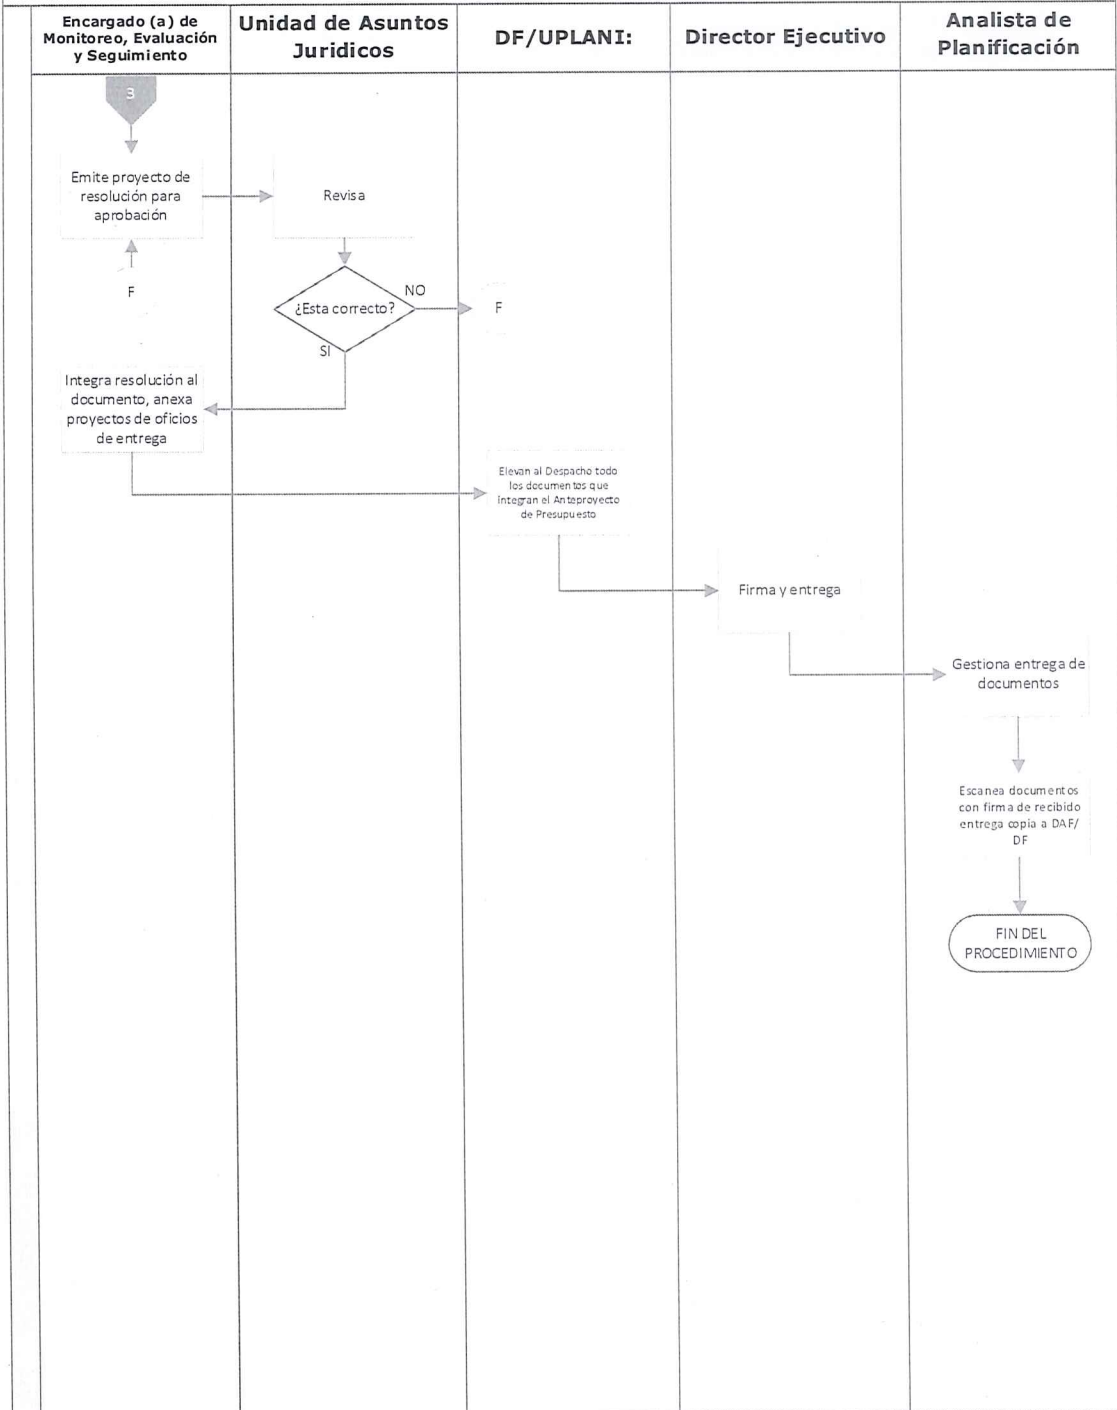 Encargado (a) de
Monitoreo, Evaluación
y Seguimiento
Unidad de Asuntos
Juridicos
DF/UPLANI:
Director Ejecutivo
Analista de
Planificación
3
Emite proyecto de
resolución para
aprobación
Revisa
F
¿Esta correcto?
NO
F
SI
Integra resolución al
documento, anexa
proyectos de oficios
de entrega
Elevan al Despacho todo
los documentos que
integran el Anteproyecto
de Presupuesto
Firma y entrega
Gestiona entrega de
documentos
Escanea documentos
con firma de recibido
entrega copia a DAF/
DF
FIN DEL
PROCEDIMIENTO